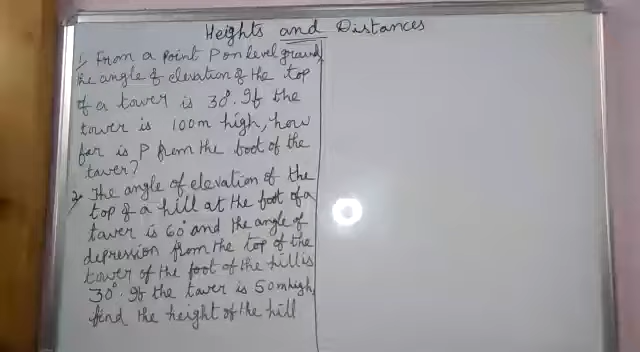 Heights and Distances
1, From a point P on level ground,
the angle of elevation of the top
of a tower is 30°. If the
tower is 100m high, how
far is P from the foot of the
tower?
2, The angle of elevation of the
top of a hill at the foot of a
tower is 60° and the angle of
depression from the top of the
tower of the foot of the hill is
30°. If the tower is 50m high,
find the height of the hill